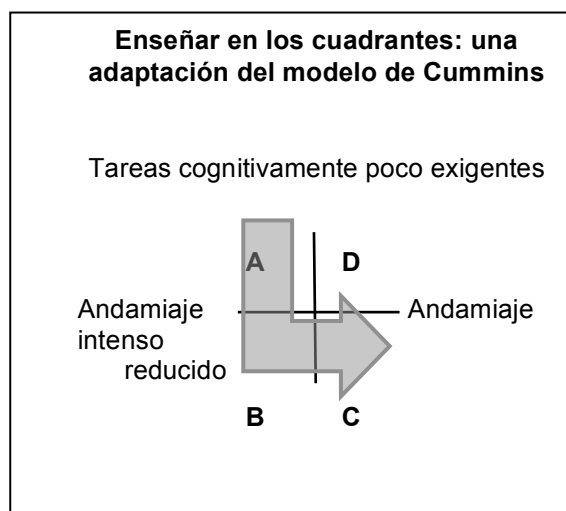 Enseñar en los cuadrantes: una
adaptación del modelo de Cummins
Tareas cognitivamente poco exigentes
A D
Andamiaje Andamiaje
intenso
reducido
B C